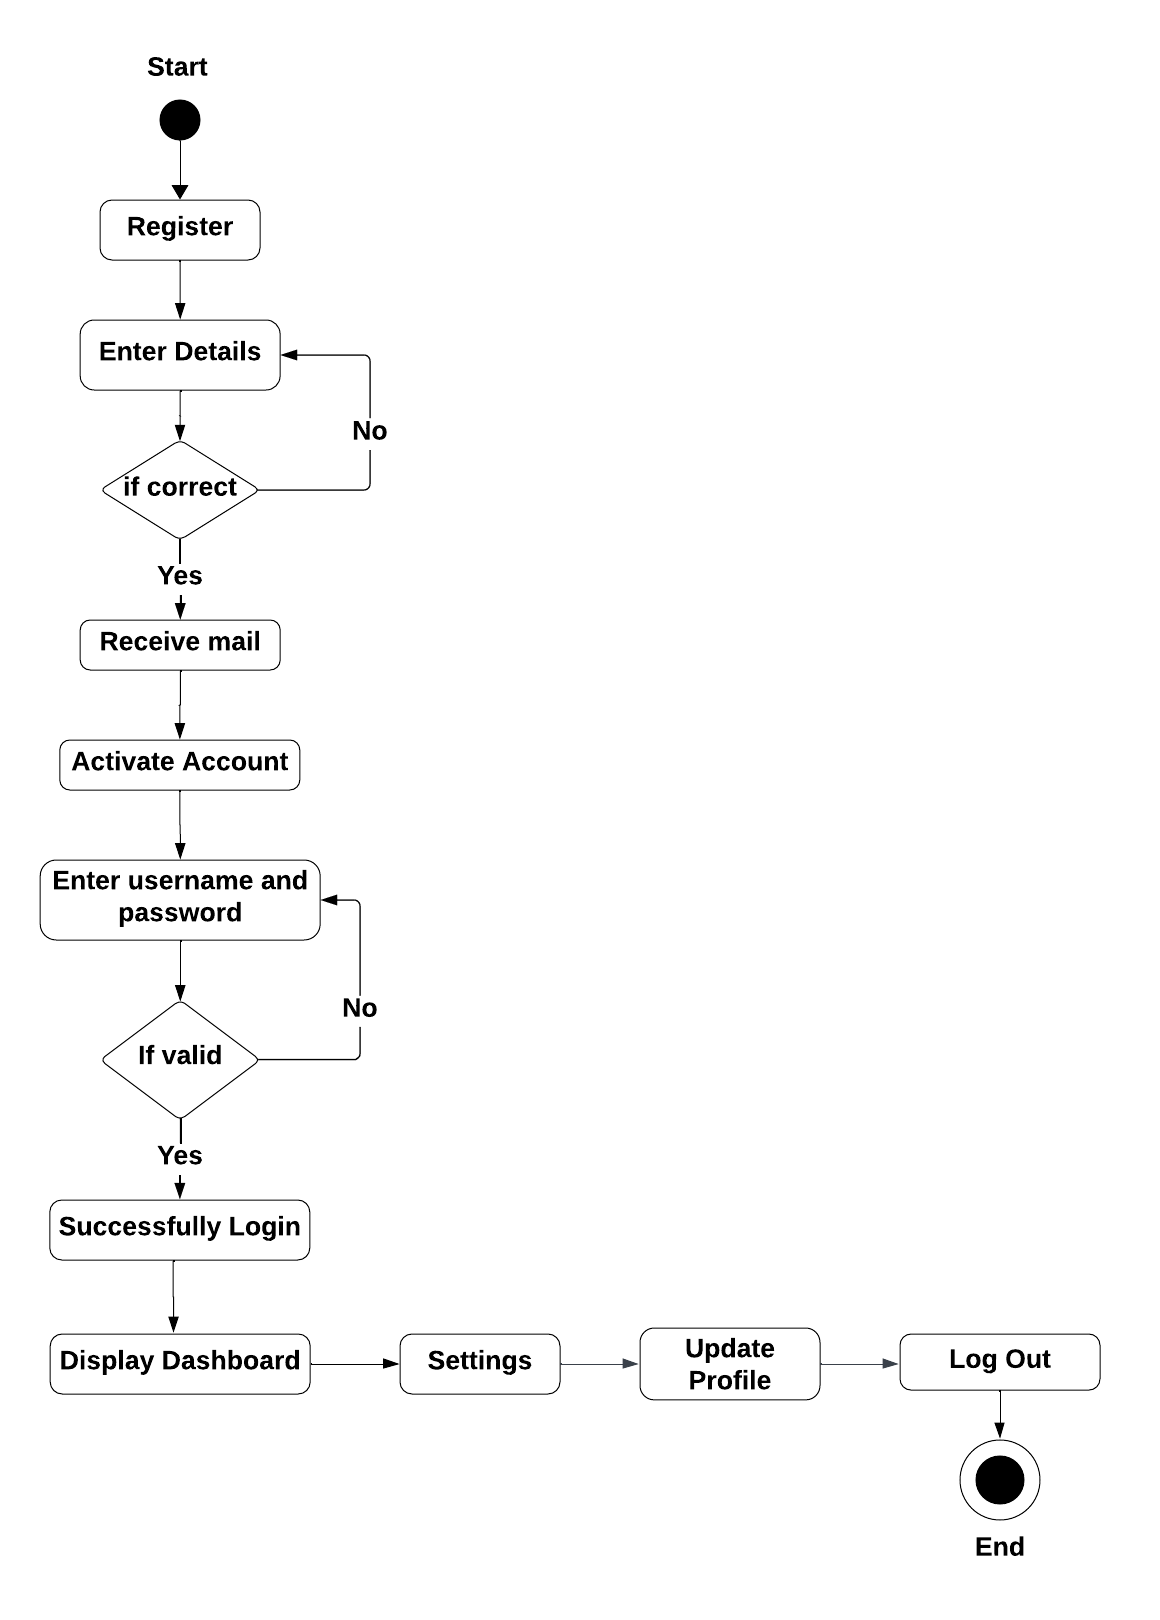 Start
Register
Enter Details
No
if correct
Yes
Receive mail
Activate Account
Enter username and
password
No
If valid
Yes
Successfully Login
Display Dashboard
Settings
Update
Profile
Log Out
End